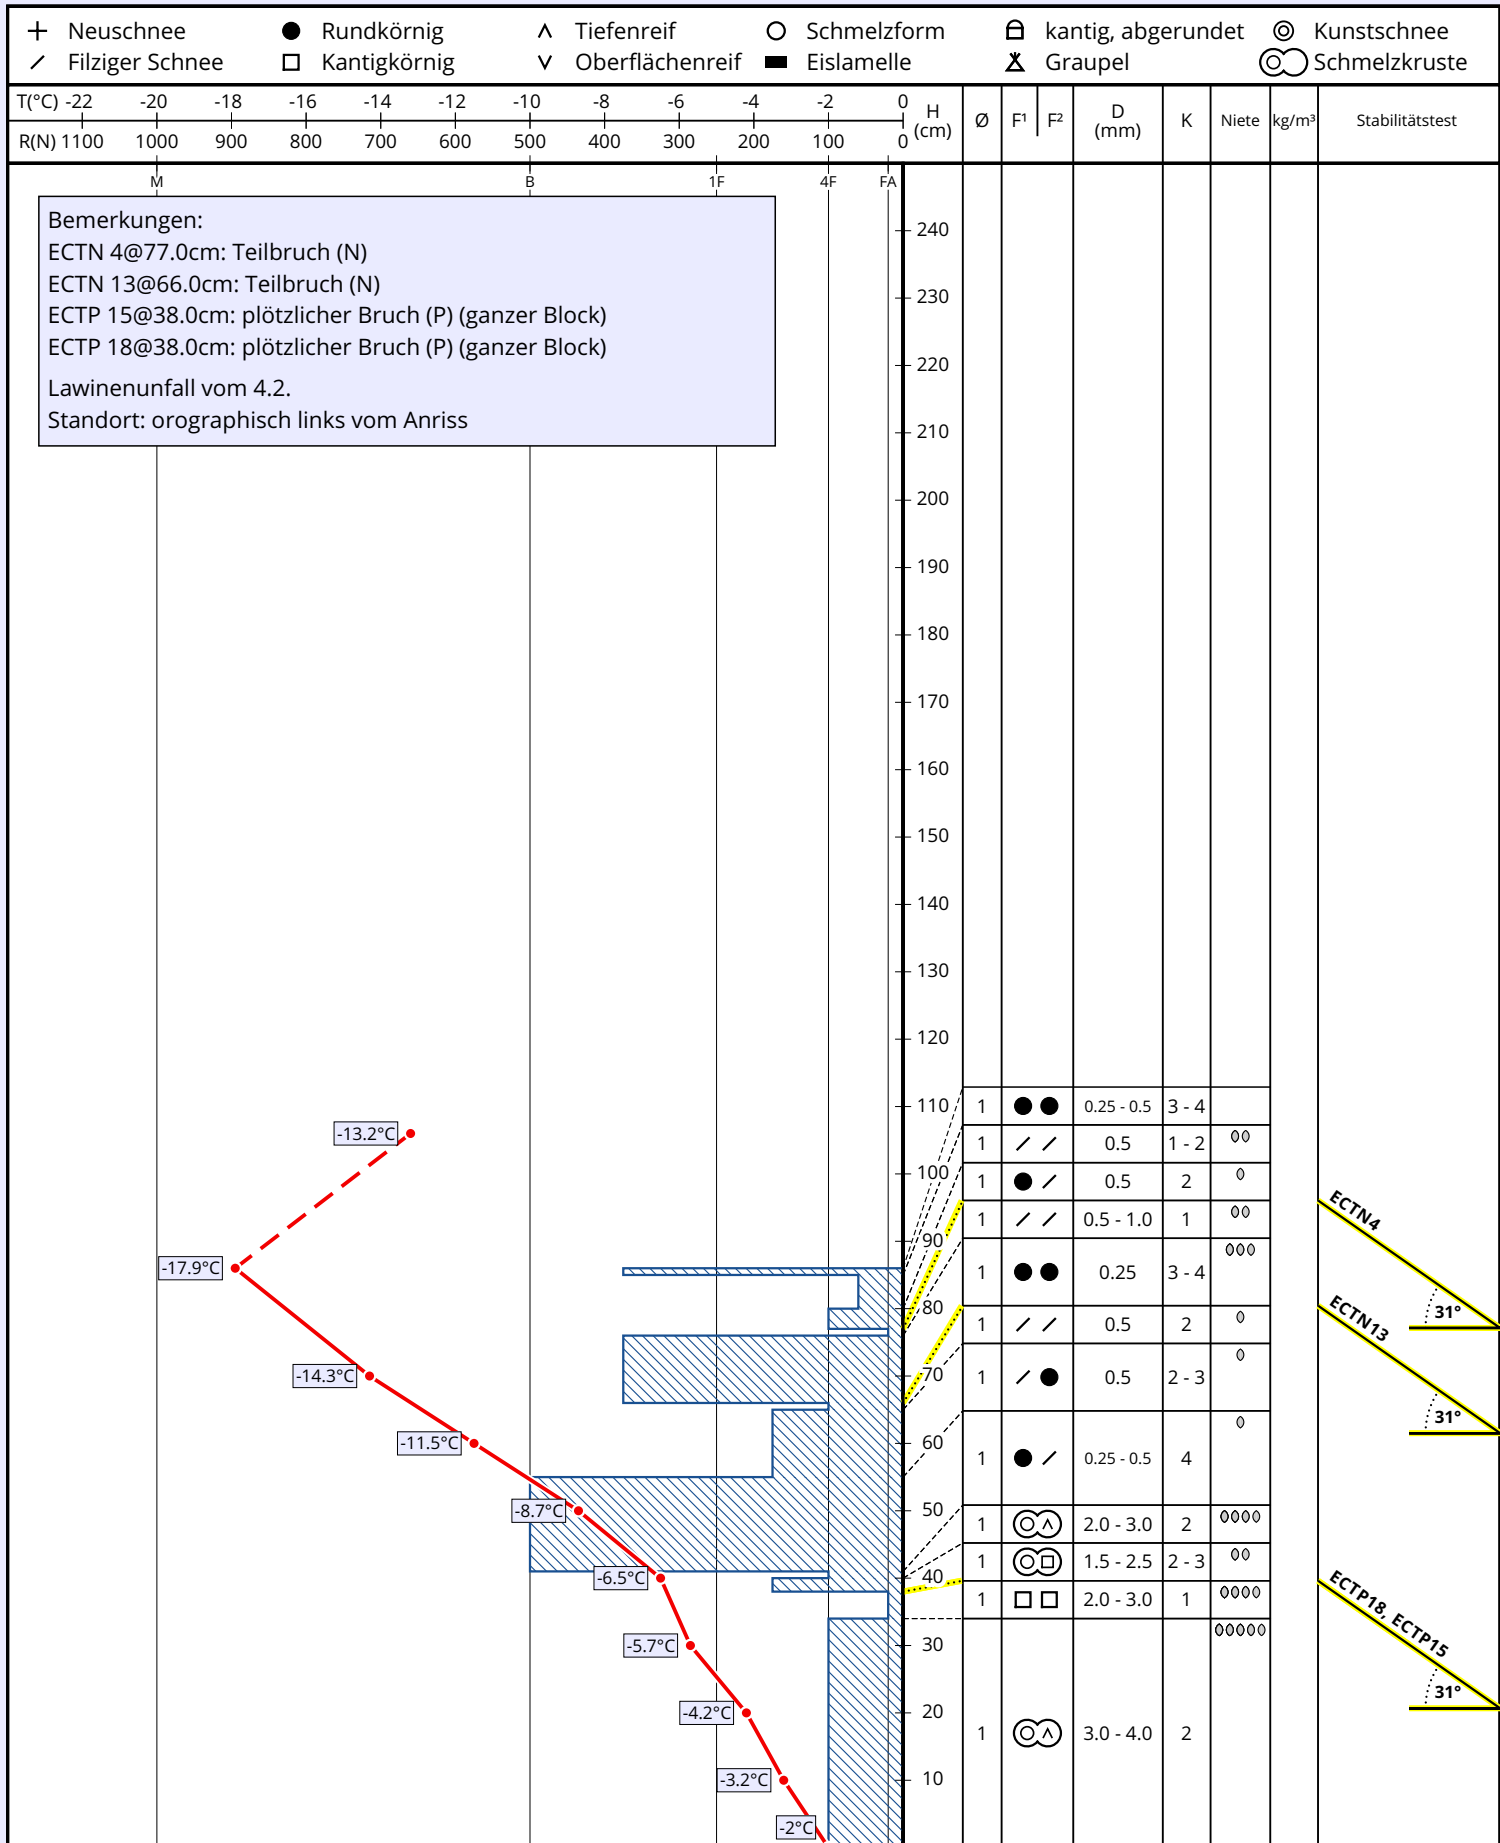 Neuschnee Rundkörnig Tiefenreif Schmelzform kantig, abgerundet Kunstschnee
Filziger Schnee Kantigkörnig Oberflächenreif Eislamelle Graupel Schmelzkruste
T(°C) -22 -20 -18 -16 -14 -12 -10 -8 -6 -4 -2 0
R(N) 1100 1000 900 800 700 600 500 400 300 200 100 0
H (cm) Ø F¹ F² D (mm) K Niete kg/m³ Stabilitätstest
M B 1F 4F FA
Bemerkungen:
ECTN 4@77.0cm: Teilbruch (N)
ECTN 13@66.0cm: Teilbruch (N)
ECTP 15@38.0cm: plötzlicher Bruch (P) (ganzer Block)
ECTP 18@38.0cm: plötzlicher Bruch (P) (ganzer Block)
Lawinenunfall vom 4.2.
Standort: orographisch links vom Anriss
240
230
220
210
200
190
180
170
160
150
140
130
120
110
100
90
80
70
60
50
40
30
20
10
-13.2°C
-17.9°C
-14.3°C
-11.5°C
-8.7°C
-6.5°C
-5.7°C
-4.2°C
-3.2°C
-2°C
1 0.25 - 0.5 3 - 4
1 0.5 1 - 2
1 0.5 2
1 0.5 - 1.0 1
1 0.25 3 - 4
1 0.5 2
1 0.5 2 - 3
1 0.25 - 0.5 4
1 2.0 - 3.0 2
1 1.5 - 2.5 2 - 3
1 2.0 - 3.0 1
1 3.0 - 4.0 2
ECTN4
31°
ECTN13
31°
ECTP18, ECTP15
31°